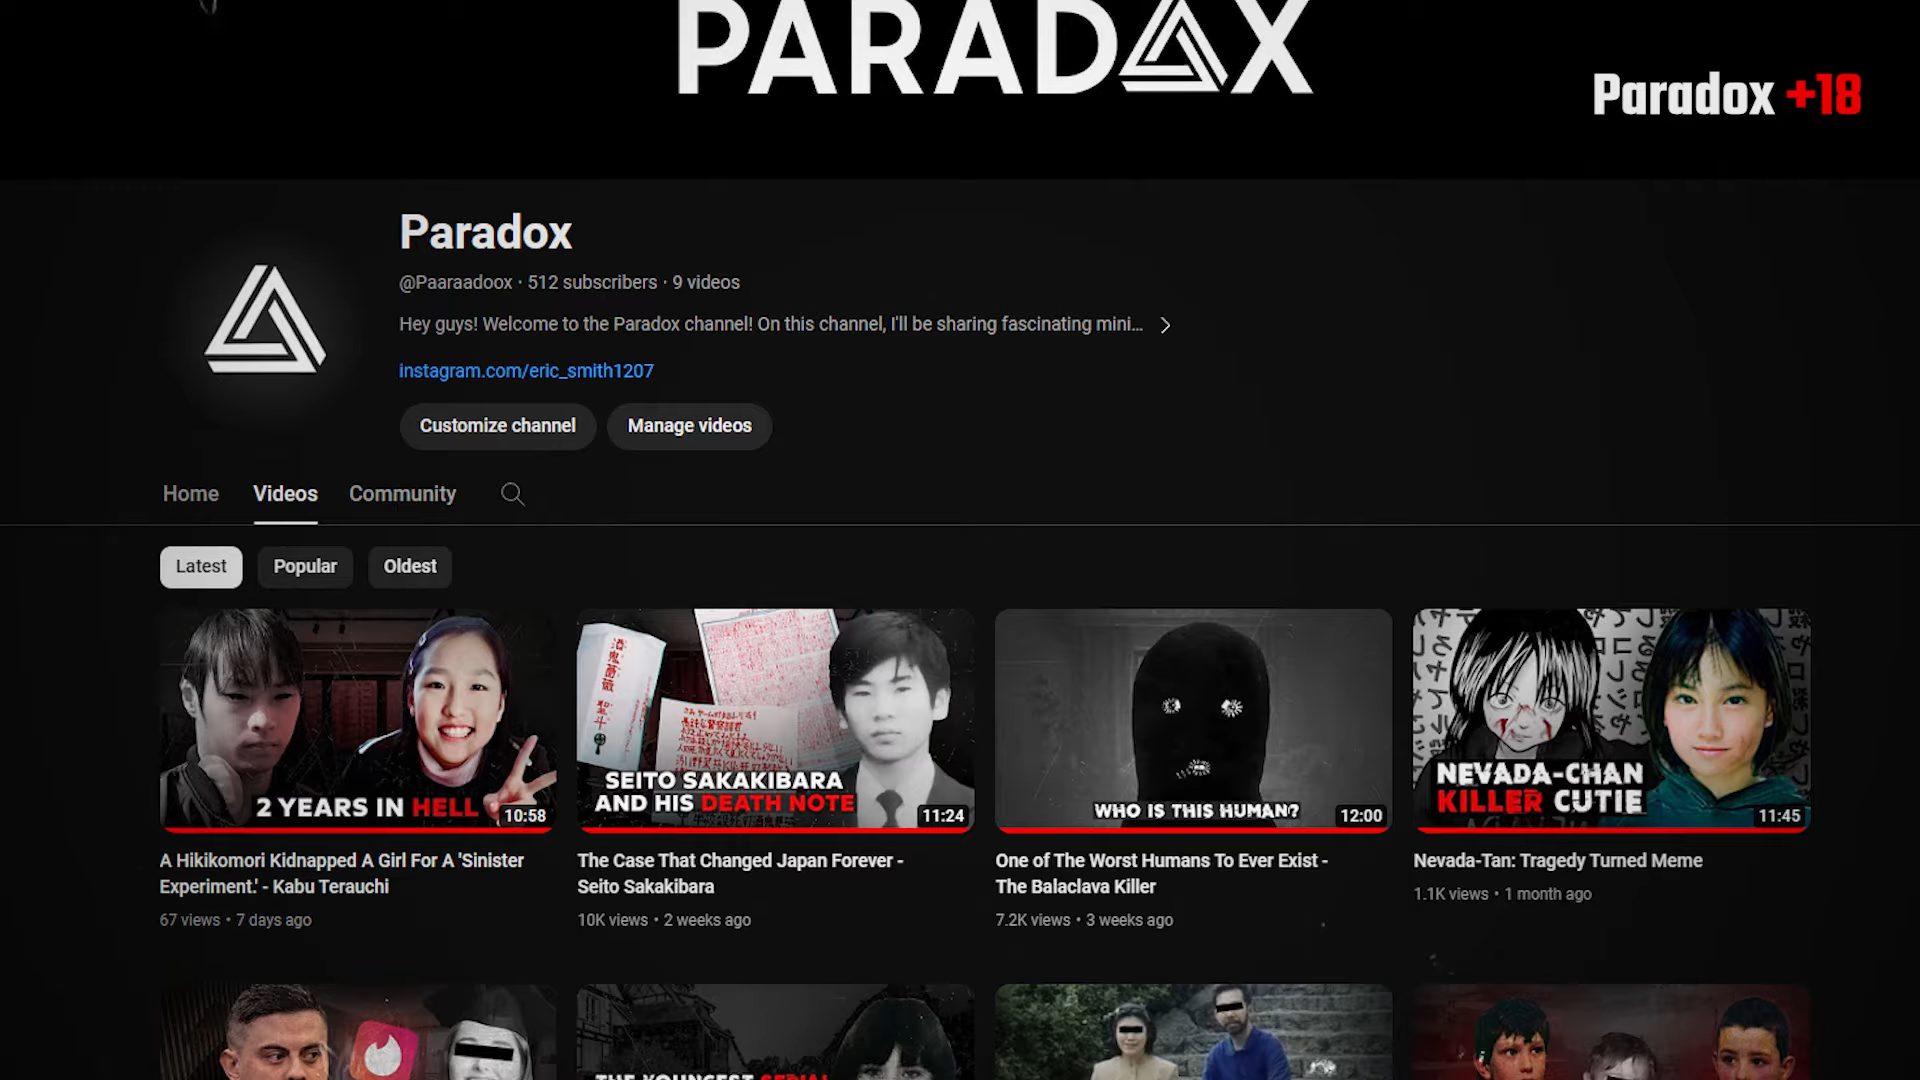 PARADOX
Paradox +18
Paradox
@Paaraadoox · 512 subscribers · 9 videos
Hey guys! Welcome to the Paradox channel! On this channel, I'll be sharing fascinating mini...
instagram.com/eric_smith1207
Customize channel
Manage videos
Home
Videos
Community
Latest
Popular
Oldest
2 YEARS IN HELL
10:58
SEITO SAKAKIBARA
AND HIS DEATH NOTE
11:24
WHO IS THIS HUMAN?
12:00
NEVADA-CHAN
KILLER CUTIE
11:45
A Hikikomori Kidnapped A Girl For A 'Sinister
Experiment.' - Kabu Terauchi
67 views • 7 days ago
The Case That Changed Japan Forever -
Seito Sakakibara
10K views • 2 weeks ago
One of The Worst Humans To Ever Exist -
The Balaclava Killer
7.2K views • 3 weeks ago
Nevada-Tan: Tragedy Turned Meme
1.1K views • 1 month ago
THE YOUNGEST SERIAL